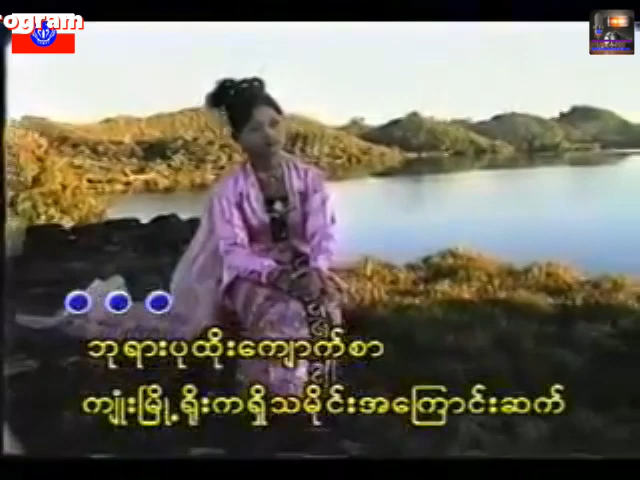 rogram
ဘုရားပုထိုးကျောက်စာ
ကျုံးမြို့ရိုးကရှိသမိုင်းအကြောင်းဆက်